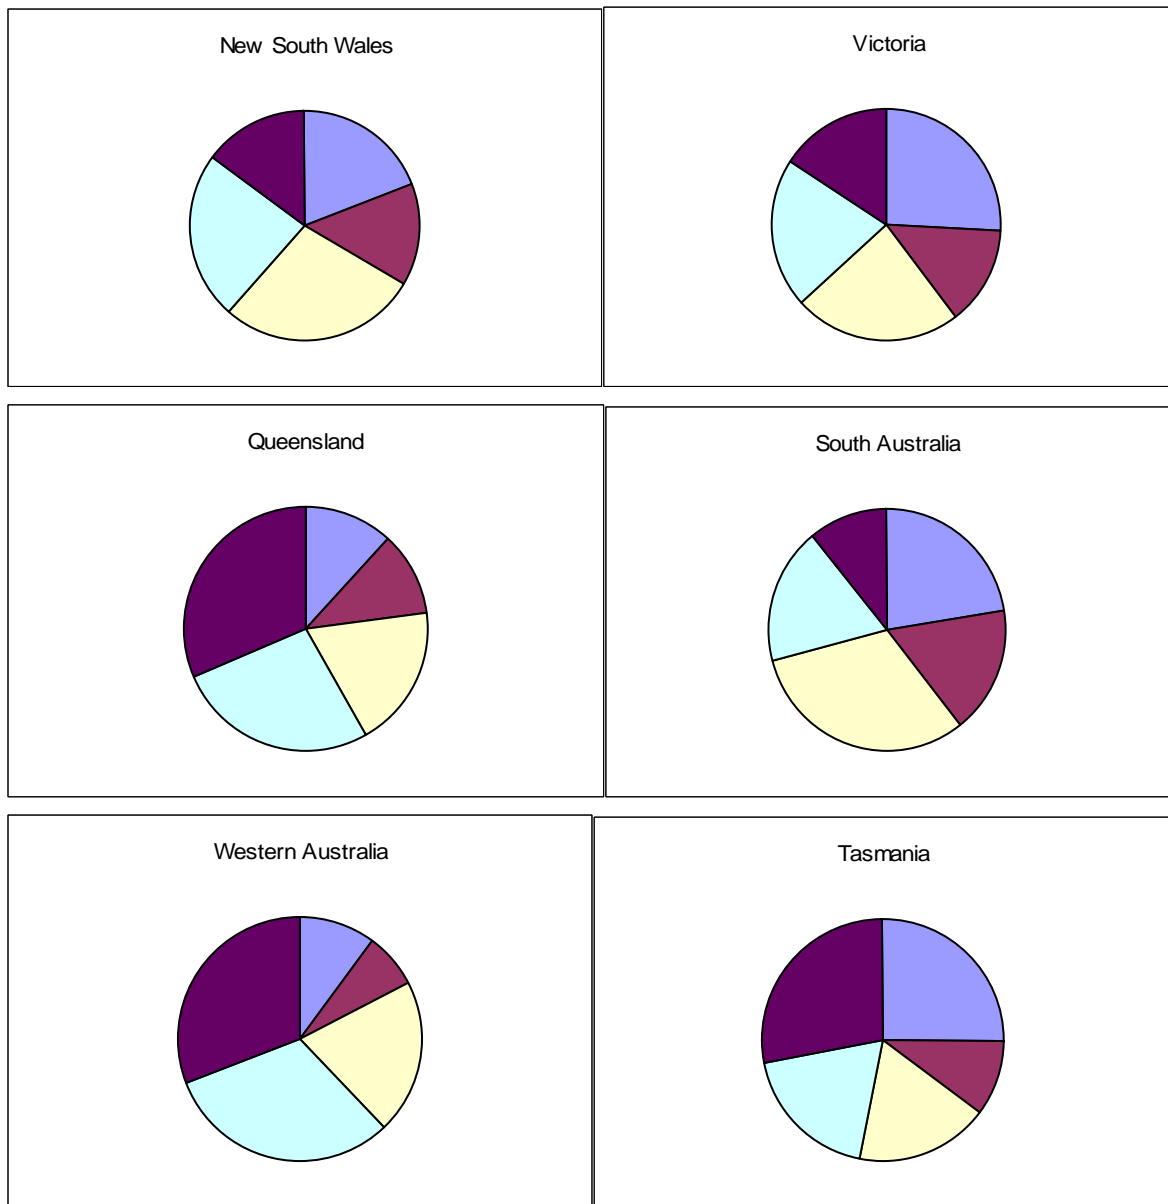 New South Wales
Victoria
Queensland
South Australia
Western Australia
Tasmania